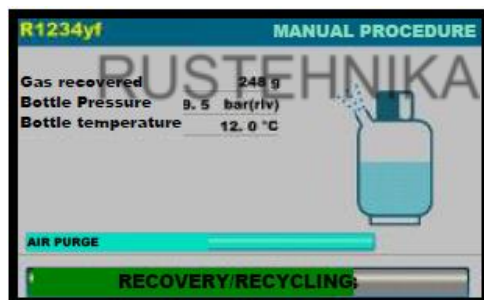 R1234yf MANUAL PROCEDURE
RUSTEHNIKA
Gas recovered 248 g
Bottle Pressure 9. 5 bar(rlv)
Bottle temperature 12. 0 °C
AIR PURGE
RECOVERY/RECYCLING: